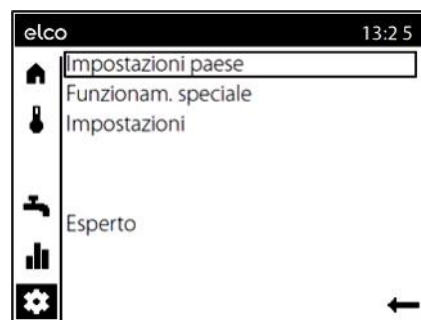 elco 13:2 5
Impostazioni paese
Funzionam. speciale
Impostazioni
Esperto